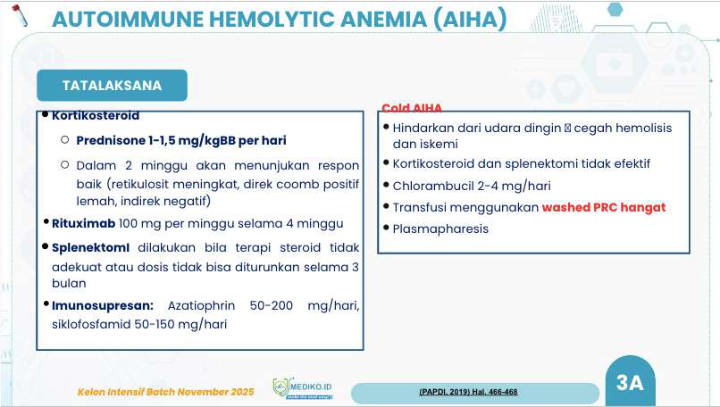 AUTOIMMUNE HEMOLYTIC ANEMIA (AIHA)
TATALAKSANA
• Kortikosteroid
○ Prednisone 1-1,5 mg/kgBB per hari
○ Dalam 2 minggu akan menunjukan respon
baik (retikulosit meningkat, direk coomb positif
lemah, indirek negatif)
• Rituximab 100 mg per minggu selama 4 minggu
• SplenektomI dilakukan bila terapi steroid tidak
adekuat atau dosis tidak bisa diturunkan selama 3
bulan
• Imunosupresan: Azatiophrin 50-200 mg/hari,
siklofosfamid 50-150 mg/hari
Cold AIHA
• Hindarkan dari udara dingin cegah hemolisis
dan iskemi
• Kortikosteroid dan splenektomi tidak efektif
• Chlorambucil 2-4 mg/hari
• Transfusi menggunakan washed PRC hangat
• Plasmapharesis
Kelon Intensif Batch November 2025
MEDIKO.ID
(PAPDI, 2019) Hal. 466-468
3A